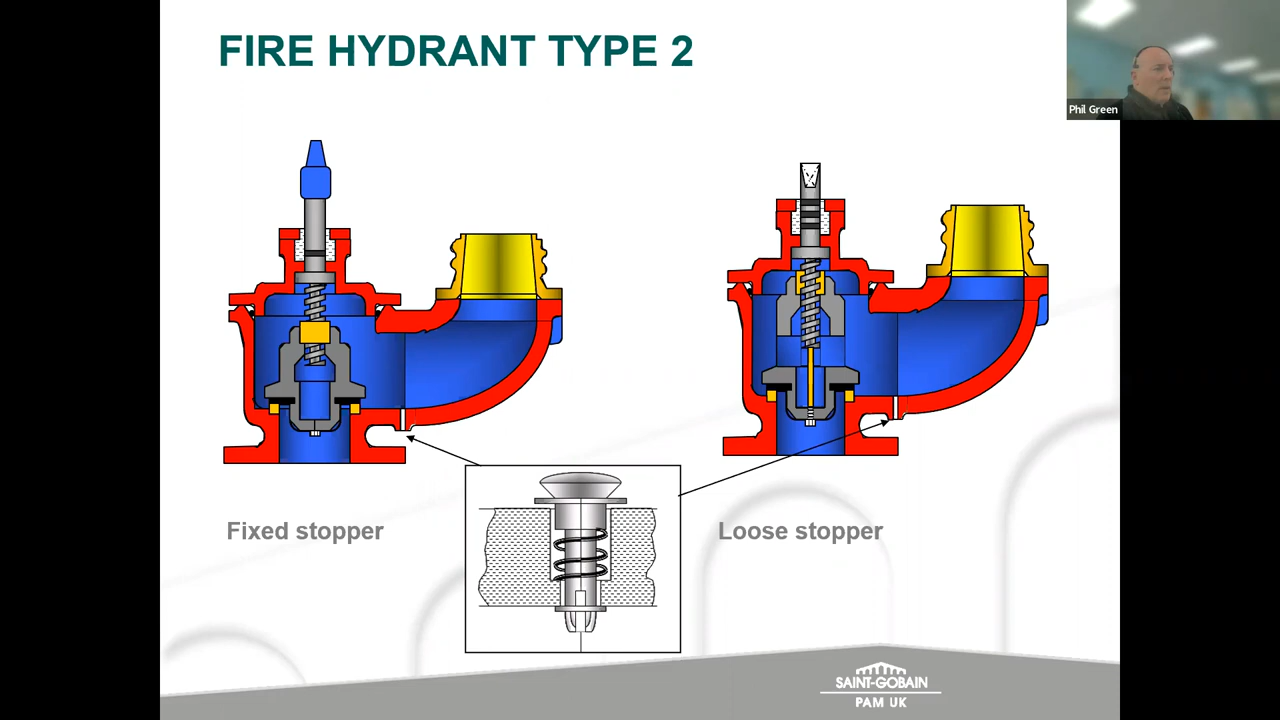 FIRE HYDRANT TYPE 2
Phil Green
Fixed stopper
Loose stopper
SAINT-GOBAIN
PAM UK